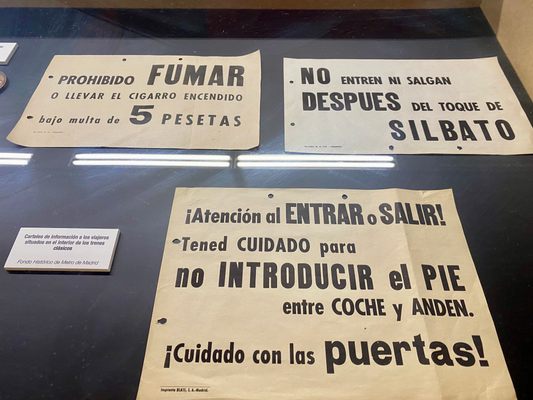 PROHIBIDO FUMAR
O LLEVAR EL CIGARRO ENCENDIDO
bajo multa de 5 PESETAS
NO ENTREN NI SALGAN
DESPUES DEL TOQUE DE
SILBATO
Carteles de información a los viajeros
situados en el interior de los trenes
clásicos
Fondo Histórico de Metro de Madrid
¡Atención al ENTRAR o SALIR!
Tened CUIDADO para
no INTRODUCIR el PIE
entre COCHE y ANDEN.
¡Cuidado con las puertas!